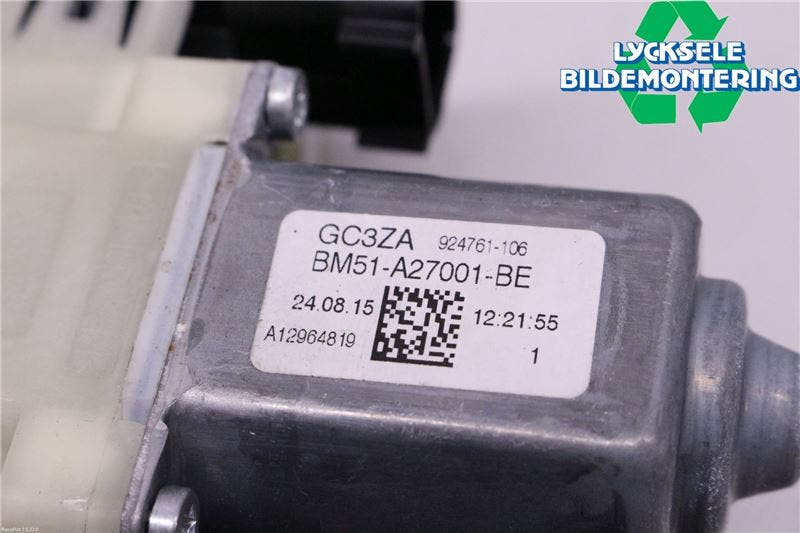 LYCKSELE
BILDEMONTERING
GC3ZA 924761-106
BM51-A27001-BE
24.08.15 12:21:55
A12964819 1